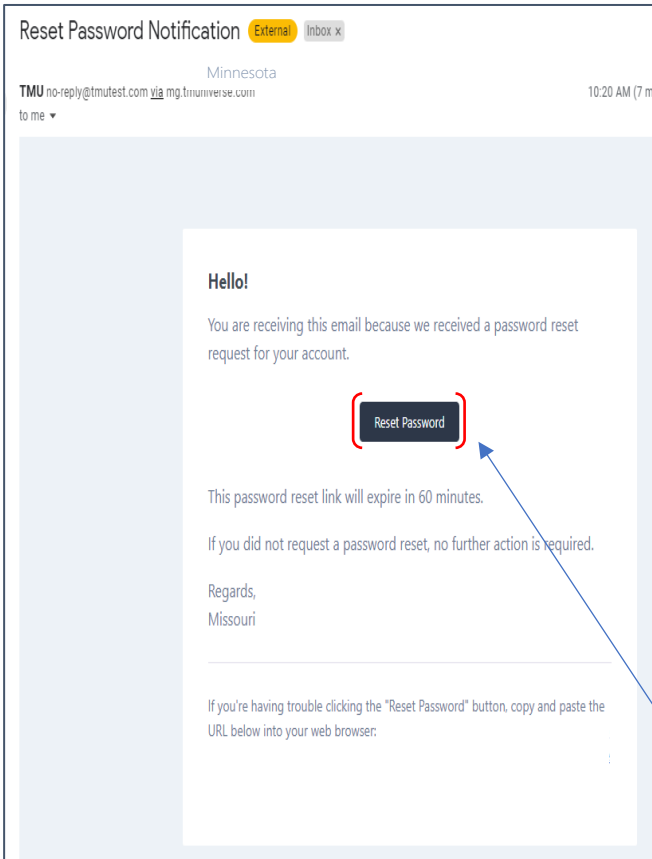 Reset Password Notification External Inbox x
Minnesota
TMU no-reply@tmutest.com via mg.tmuniverse.com 10:20 AM (7 m
to me
Hello!
You are receiving this email because we received a password reset
request for your account.
Reset Password
This password reset link will expire in 60 minutes.
If you did not request a password reset, no further action is required.
Regards,
Missouri
If you're having trouble clicking the "Reset Password" button, copy and paste the
URL below into your web browser: